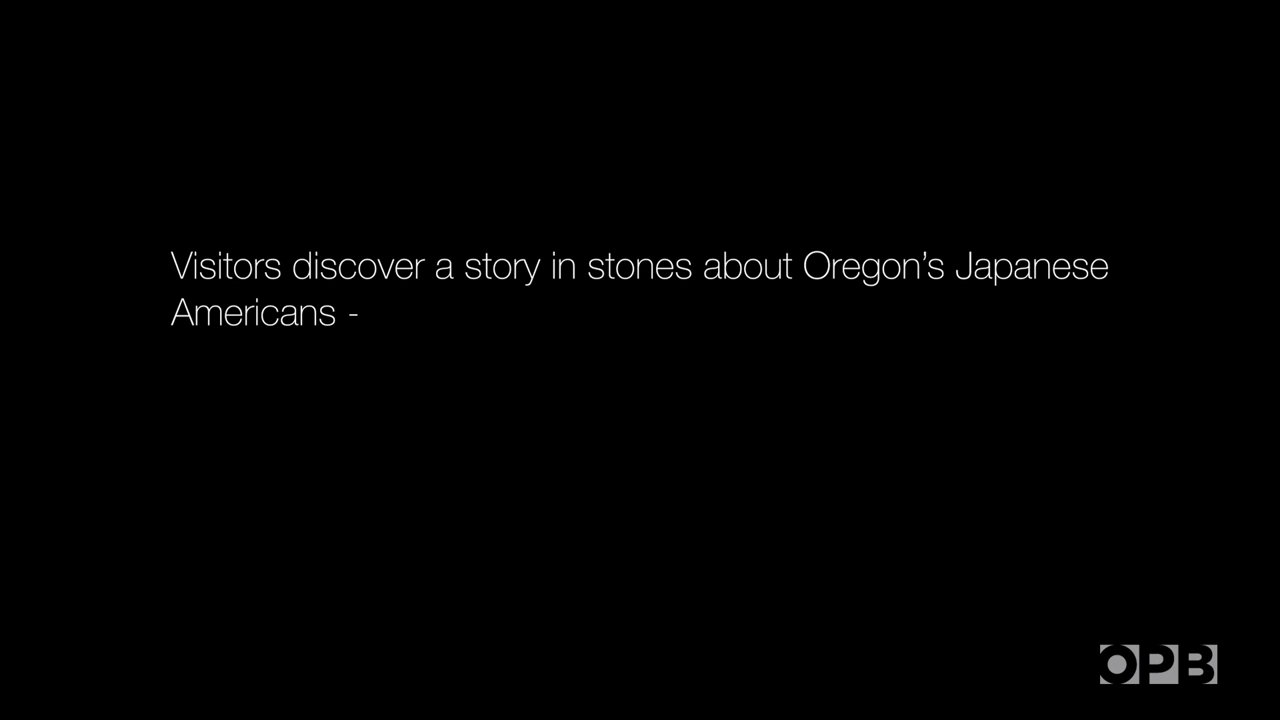 Visitors discover a story in stones about Oregon’s Japanese
Americans -
OPB